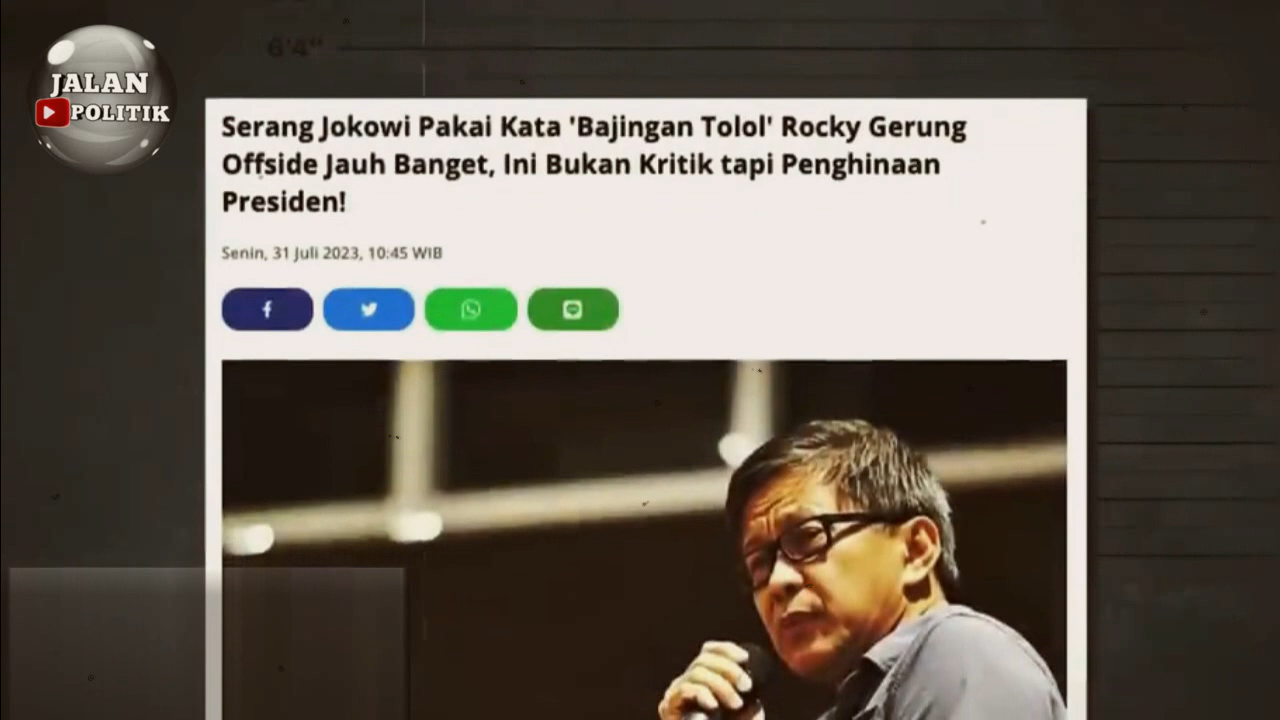 6'4"
JALAN
POLITIK
Serang Jokowi Pakai Kata 'Bajingan Tolol' Rocky Gerung
Offside Jauh Banget, Ini Bukan Kritik tapi Penghinaan
Presiden!
Senin, 31 Juli 2023, 10:45 WIB